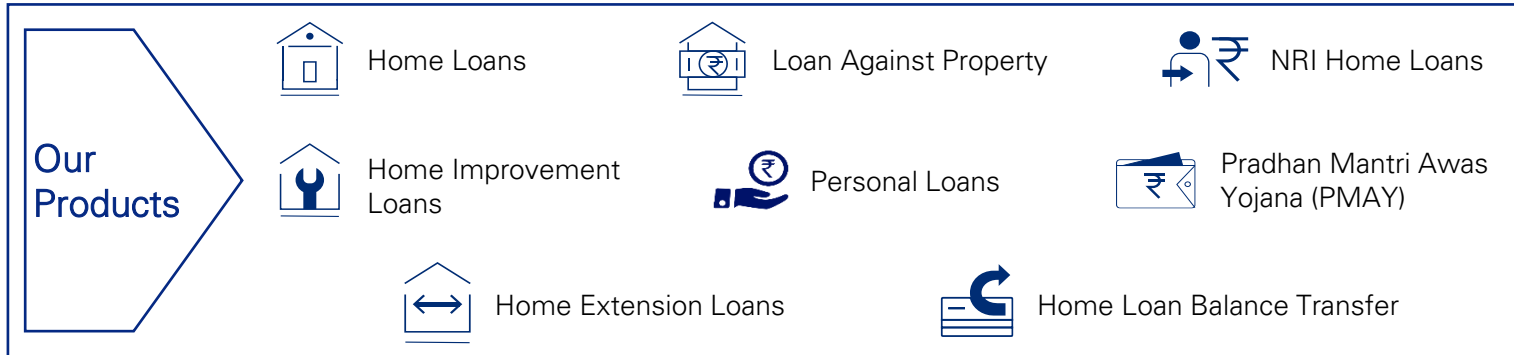 Our
Products
Home Loans
Loan Against Property
NRI Home Loans
Home Improvement
Loans
Personal Loans
Pradhan Mantri Awas
Yojana (PMAY)
Home Extension Loans
Home Loan Balance Transfer